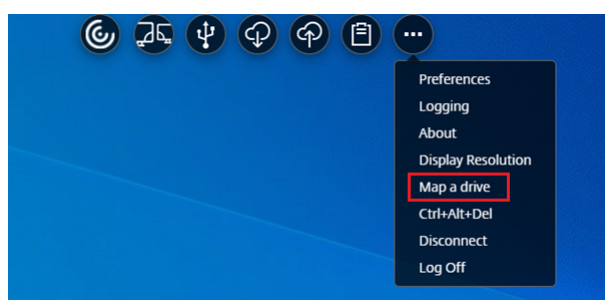 Preferences
Logging
About
Display Resolution
Map a drive
Ctrl+Alt+Del
Disconnect
Log Off